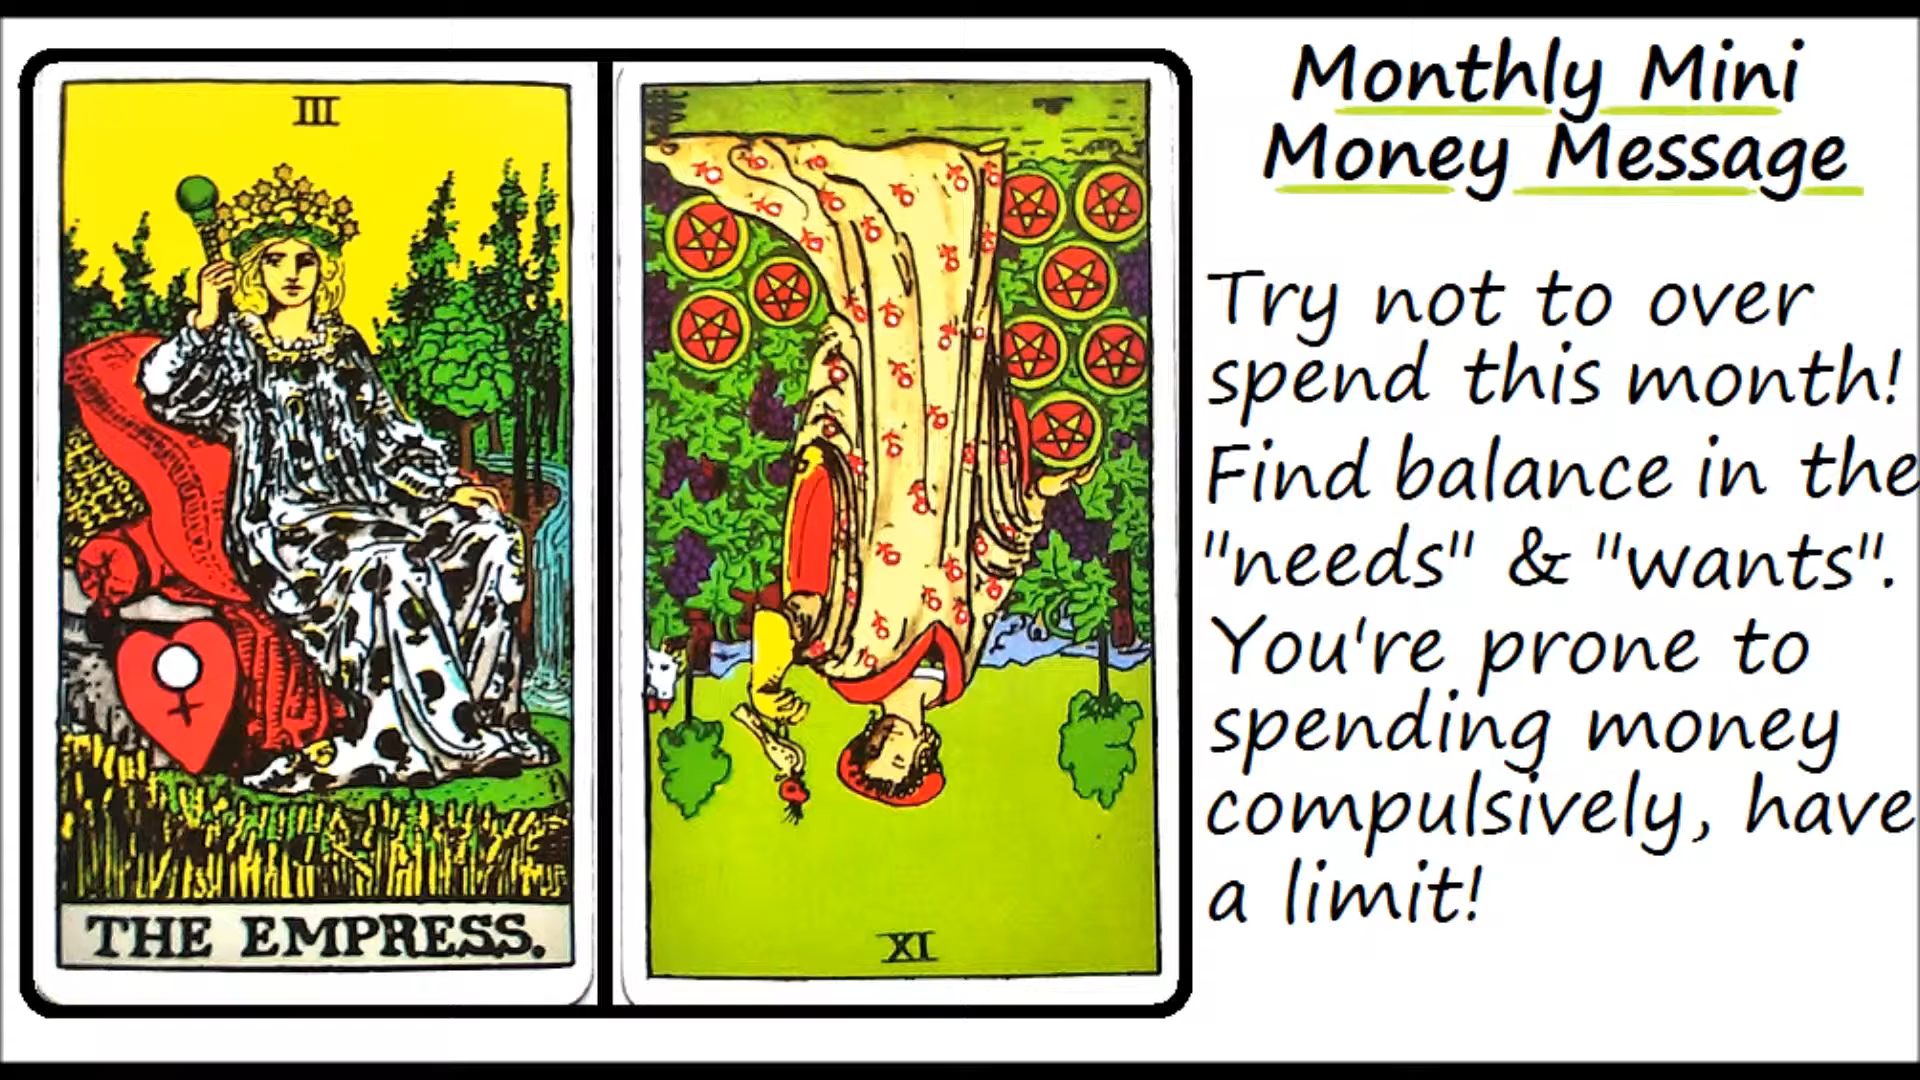 III
THE EMPRESS.
XI
Monthly Mini
Money Message
Try not to over
spend this month!
Find balance in the
"needs" & "wants".
You're prone to
spending money
compulsively, have
a limit!